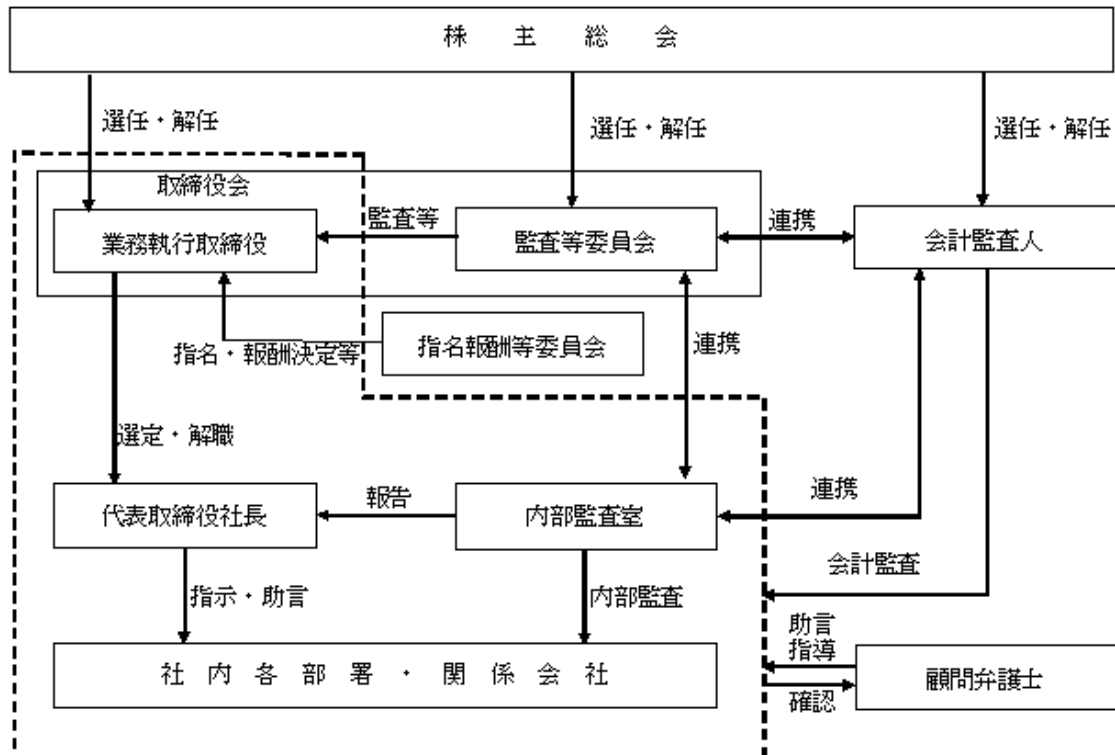 株主総会
選任・解任
選任・解任
選任・解任
取締役会
業務執行取締役
監査等
監査等委員会
連携
会計監査人
指名・報酬決定等
指名報酬等委員会
連携
選定・解職
代表取締役社長
報告
内部監査室
連携
会計監査
指示・助言
内部監査
助言
指導
社内各部署・関係会社
確認
顧問弁護士